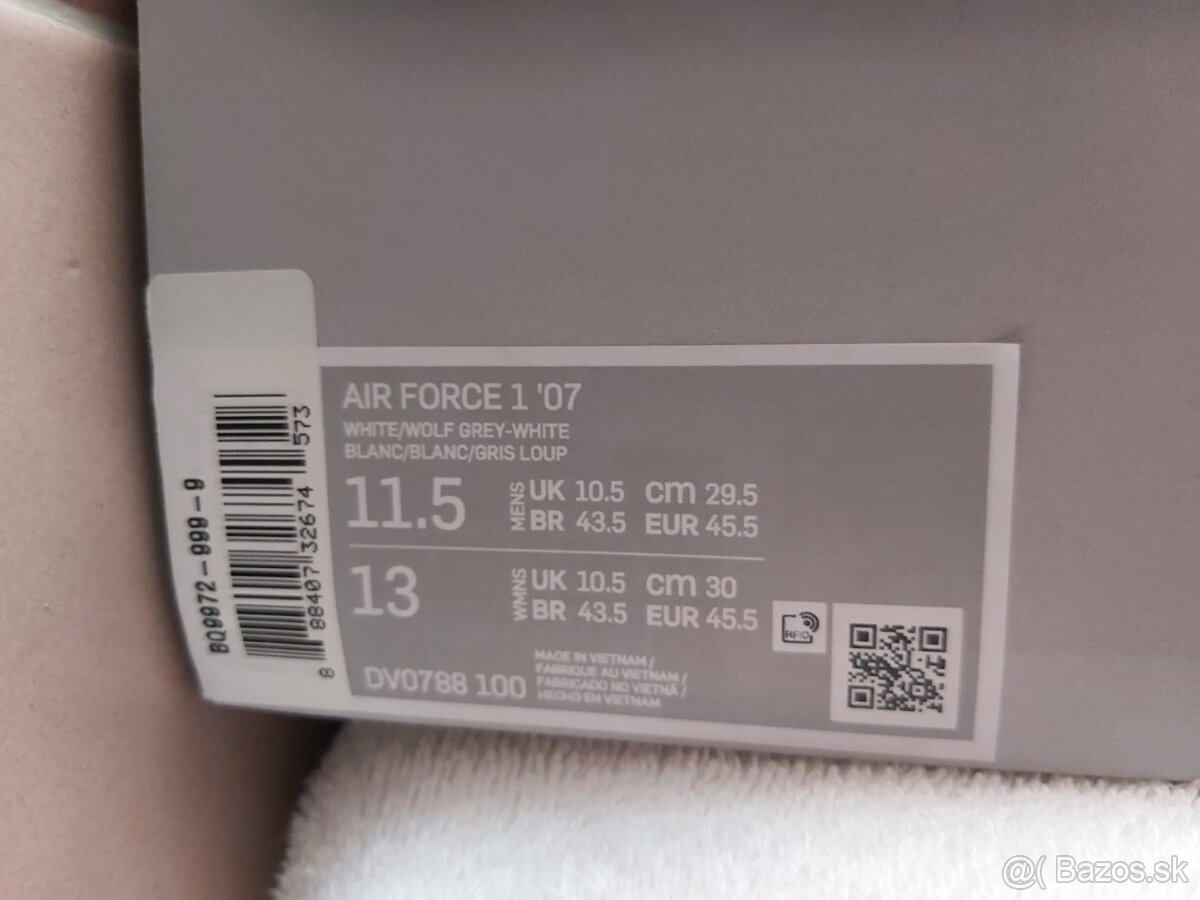 AIR FORCE 1 '07
WHITE/WOLF GREY-WHITE
BLANC/BLANC/GRIS LOUP
11.5 MENS UK 10.5 cm 29.5
BR 43.5 EUR 45.5
13 WMNS UK 10.5 cm 30
BR 43.5 EUR 45.5
DV0788 100
MADE IN VIETNAM /
FABRIQUE AU VIETNAM /
FABRICADO NO VIETNÃ /
HECHO EN VIETNAM
RFID
BQ9972-999-9
8 88407 32674 573
@( Bazos.sk